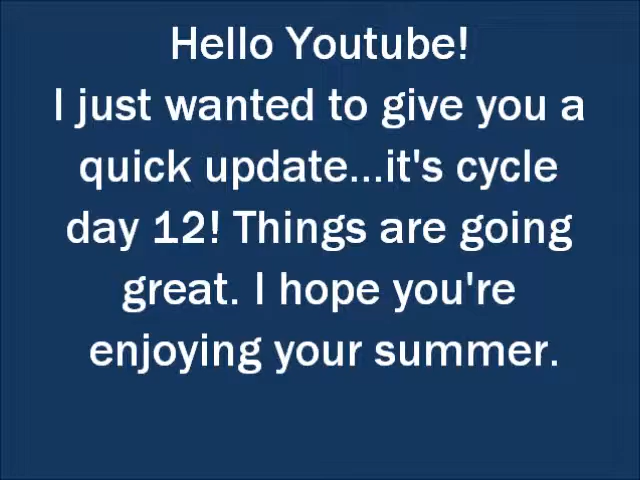 Hello Youtube!
I just wanted to give you a
quick update...it's cycle
day 12! Things are going
great. I hope you're
enjoying your summer.